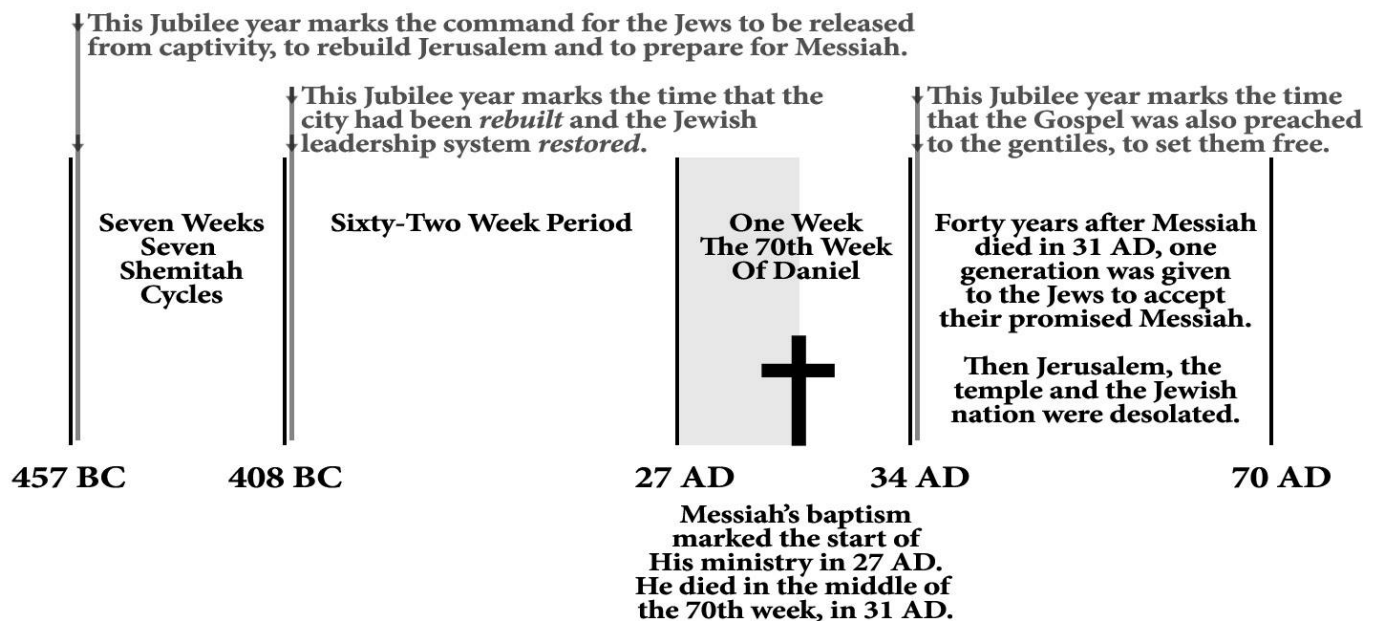 This Jubilee year marks the command for the Jews to be released
from captivity, to rebuild Jerusalem and to prepare for Messiah.
This Jubilee year marks the time that the
city had been rebuilt and the Jewish
leadership system restored.
This Jubilee year marks the time
that the Gospel was also preached
to the gentiles, to set them free.
Seven Weeks
Seven
Shemitah
Cycles
Sixty-Two Week Period
One Week
The 70th Week
Of Daniel
Forty years after Messiah
died in 31 AD, one
generation was given
to the Jews to accept
their promised Messiah.
Then Jerusalem, the
temple and the Jewish
nation were desolated.
457 BC
408 BC
27 AD
34 AD
70 AD
Messiah's baptism
marked the start of
His ministry in 27 AD.
He died in the middle of
the 70th week, in 31 AD.